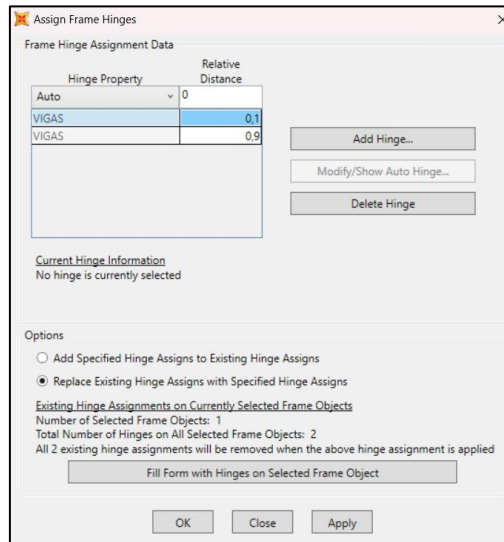 Assign Frame Hinges
Frame Hinge Assignment Data
Relative
Hinge Property Distance
Auto 0
VIGAS 0,1
VIGAS 0,9
Add Hinge...
Modify/Show Auto Hinge...
Delete Hinge
Current Hinge Information
No hinge is currently selected
Options
Add Specified Hinge Assigns to Existing Hinge Assigns
Replace Existing Hinge Assigns with Specified Hinge Assigns
Existing Hinge Assignments on Currently Selected Frame Objects
Number of Selected Frame Objects: 1
Total Number of Hinges on All Selected Frame Objects: 2
All 2 existing hinge assignments will be removed when the above hinge assignment is applied
Fill Form with Hinges on Selected Frame Object
OK Close Apply